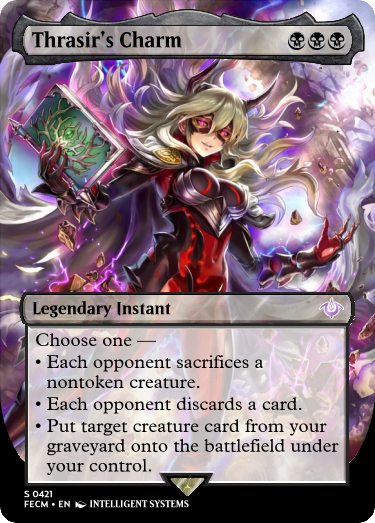 Thrasir's Charm
Legendary Instant
Choose one —
• Each opponent sacrifices a
nontoken creature.
• Each opponent discards a card.
• Put target creature card from your
graveyard onto the battlefield under
your control.
S 0421
FECM • EN INTELLIGENT SYSTEMS